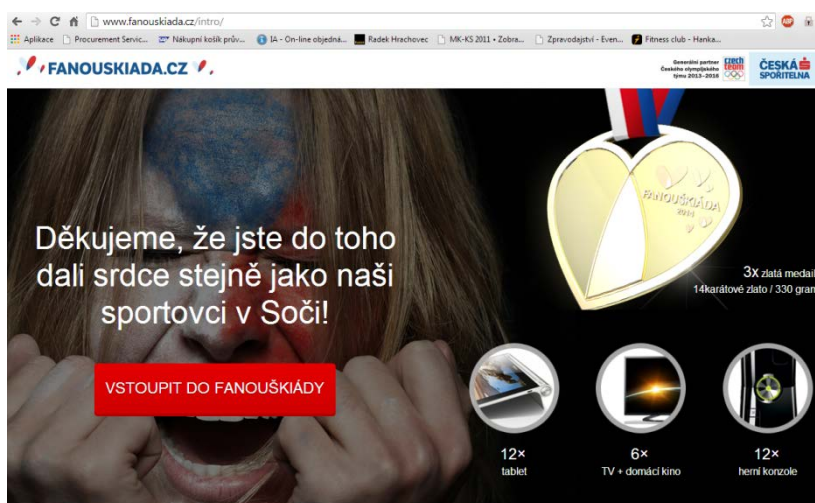 www.fanouskiada.cz/intro/
Aplikace Procurement Servic... Nákupní košík prův... IA - On-line objedná... Radek Hrachovec MK-KS 2011 • Zobra... Zpravodajství - Even... Fitness club - Hanka...
FANOUSKIADA.CZ
Generální partner
Českého olympijského
týmu 2013–2016
czech
team
ČESKÁ
SPOŘITELNA
FANOUŠKIÁDA
2014
Děkujeme, že jste do toho
dali srdce stejně jako naši
sportovci v Soči!
3x zlatá medail
14karátové zlato / 330 gran
VSTOUPIT DO FANOUŠKIÁDY
12×
tablet
6×
TV + domácí kino
12×
herní konzole